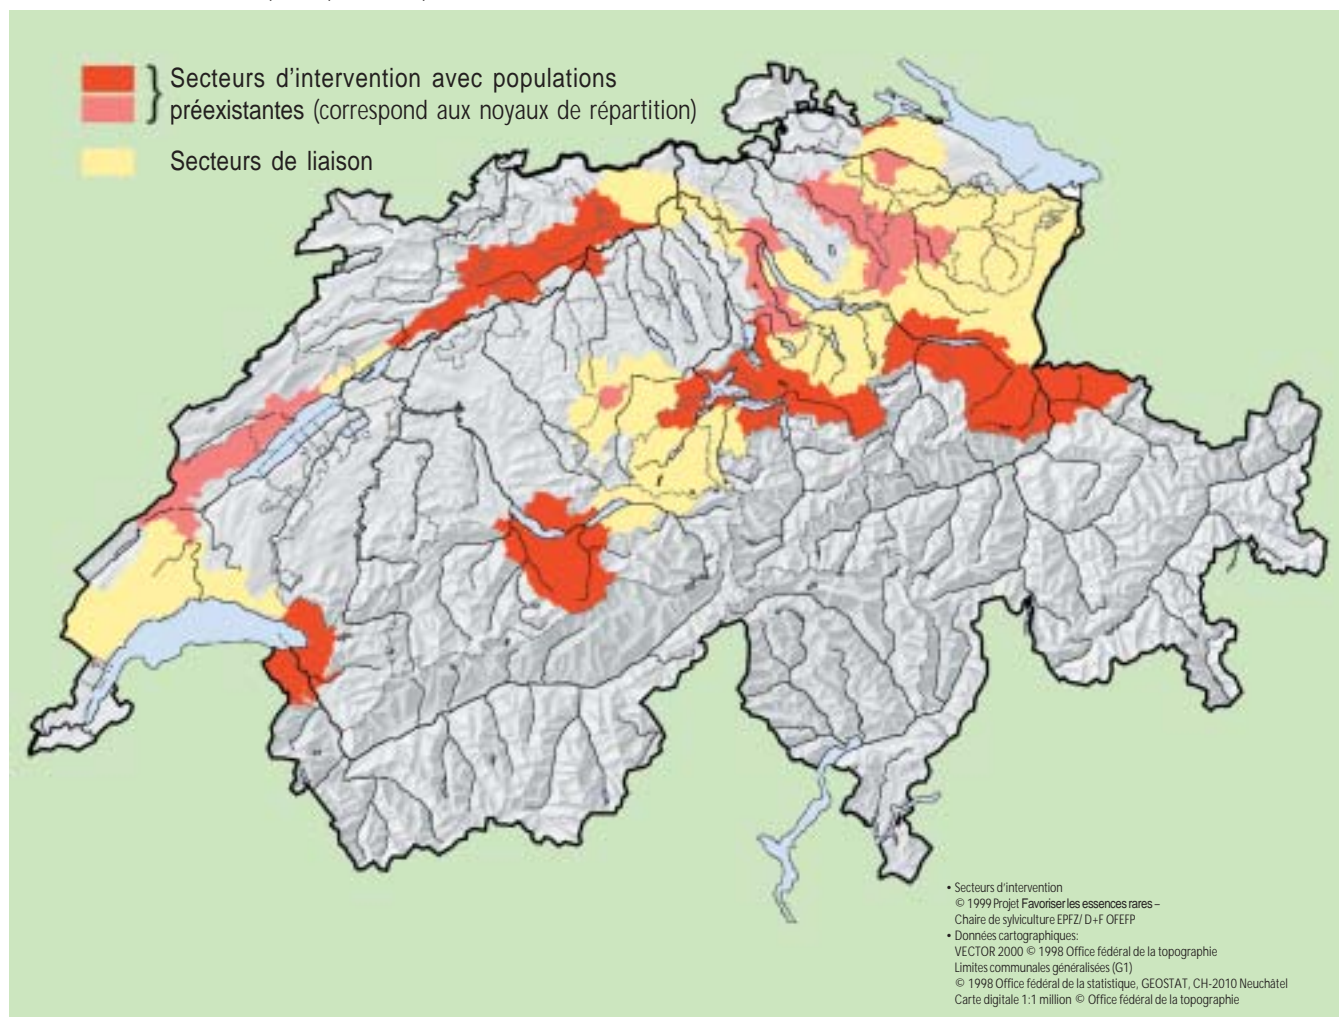 Secteurs d'intervention avec populations
préexistantes (correspond aux noyaux de répartition)
Secteurs de liaison
• Secteurs d'intervention
© 1999 Projet Favoriser les essences rares –
Chaire de sylviculture EPFZ/ D+F OFEFP
• Données cartographiques:
VECTOR 2000 © 1998 Office fédéral de la topographie
Limites communales généralisées (G1)
© 1998 Office fédéral de la statistique, GEOSTAT, CH-2010 Neuchâtel
Carte digitale 1:1 million © Office fédéral de la topographie